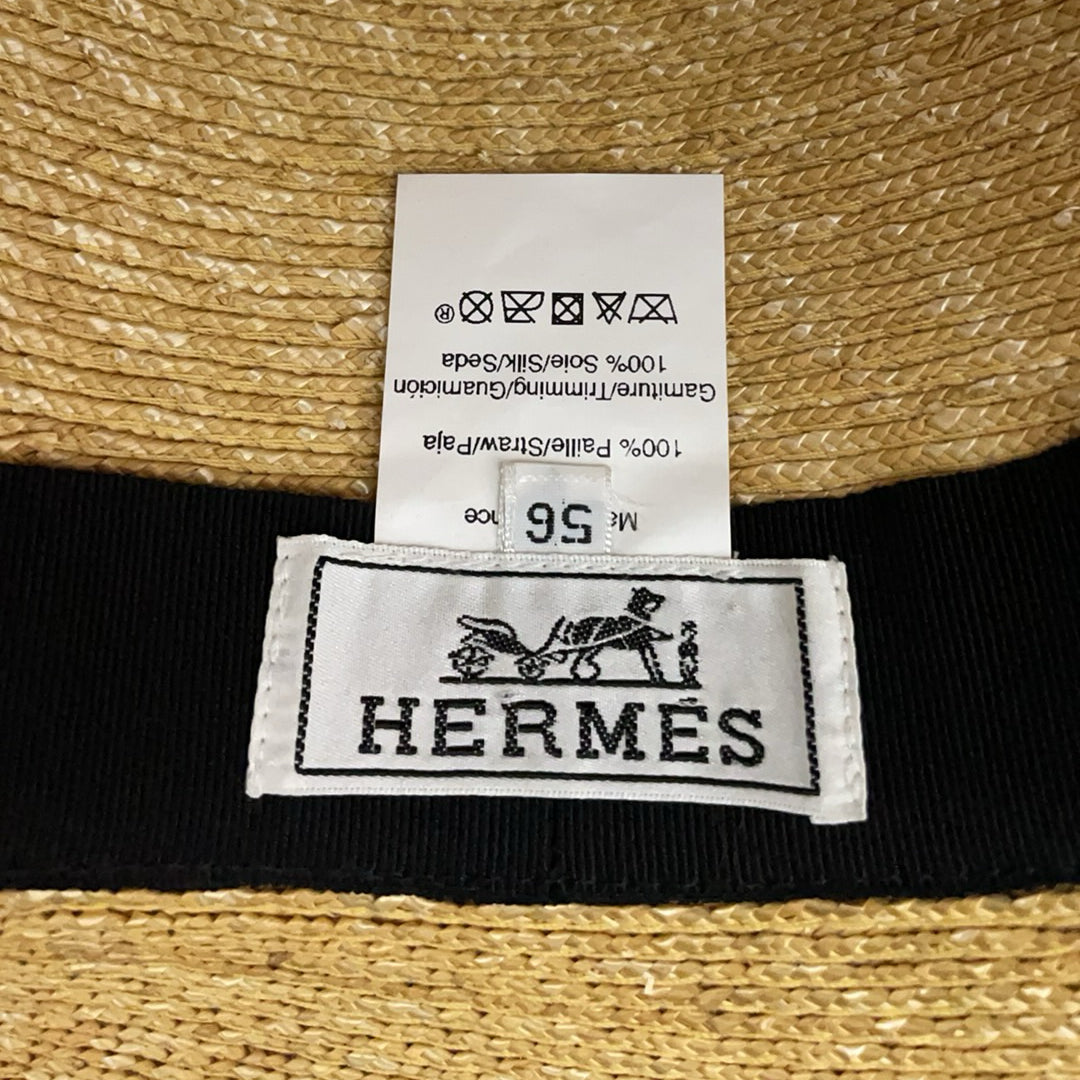 HERMÈS
56
100% Paille/Straw/Paja
Garniture/Trimming/Guarnición
100% Soie/Silk/Seda
®